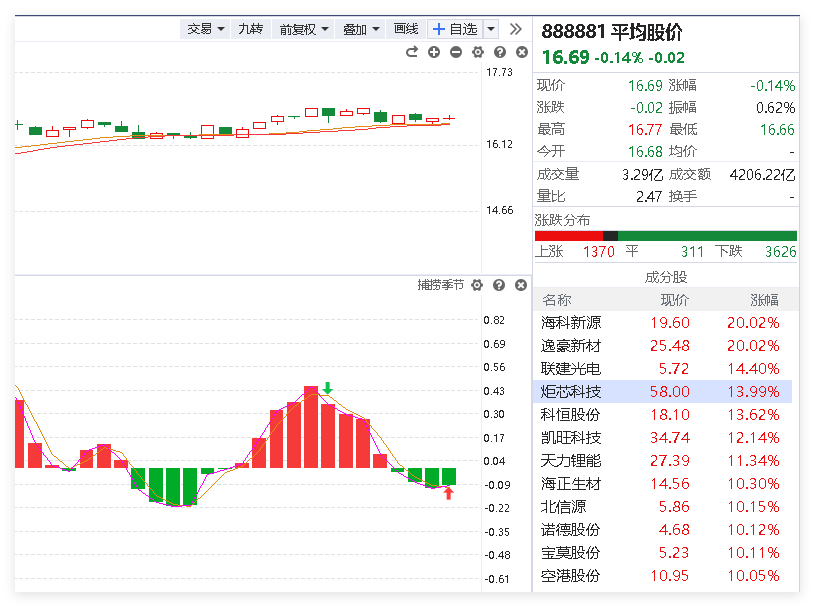 交易 九转 前复权 叠加 画线 自选
888881 平均股价
16.69 -0.14% -0.02
现价 16.69 涨幅 -0.14%
涨跌 -0.02 振幅 0.62%
最高 16.77 最低 16.66
今开 16.68 均价 -
成交量 3.29亿 成交额 4206.22亿
量比 2.47 换手 -
涨跌分布
上涨 1370 平 311 下跌 3626
17.73
16.12
14.66
捕捞季节
0.82
0.69
0.56
0.43
0.30
0.17
0.04
-0.09
-0.22
-0.35
-0.48
-0.61
成分股
名称 现价 涨幅
海科新源 19.60 20.02%
逸豪新材 25.48 20.02%
联建光电 5.72 14.40%
炬芯科技 58.00 13.99%
科恒股份 18.10 13.62%
凯旺科技 34.74 12.14%
天力锂能 27.39 11.34%
海正生材 14.56 10.30%
北信源 5.86 10.15%
诺德股份 4.68 10.12%
宝莫股份 5.23 10.11%
空港股份 10.95 10.05%